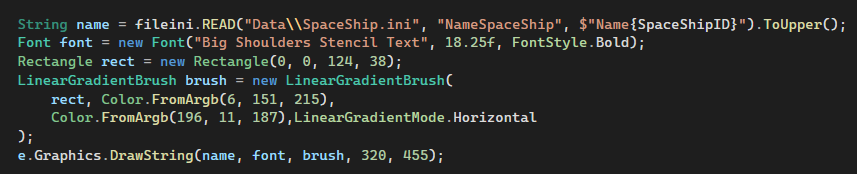 String name = fileini.READ("Data\\SpaceShip.ini", "NameSpaceShip", $"Name{SpaceShipID}").ToUpper();
Font font = new Font("Big Shoulders Stencil Text", 18.25f, FontStyle.Bold);
Rectangle rect = new Rectangle(0, 0, 124, 38);
LinearGradientBrush brush = new LinearGradientBrush(
    rect, Color.FromArgb(6, 151, 215),
    Color.FromArgb(196, 11, 187),LinearGradientMode.Horizontal
);
e.Graphics.DrawString(name, font, brush, 320, 455);